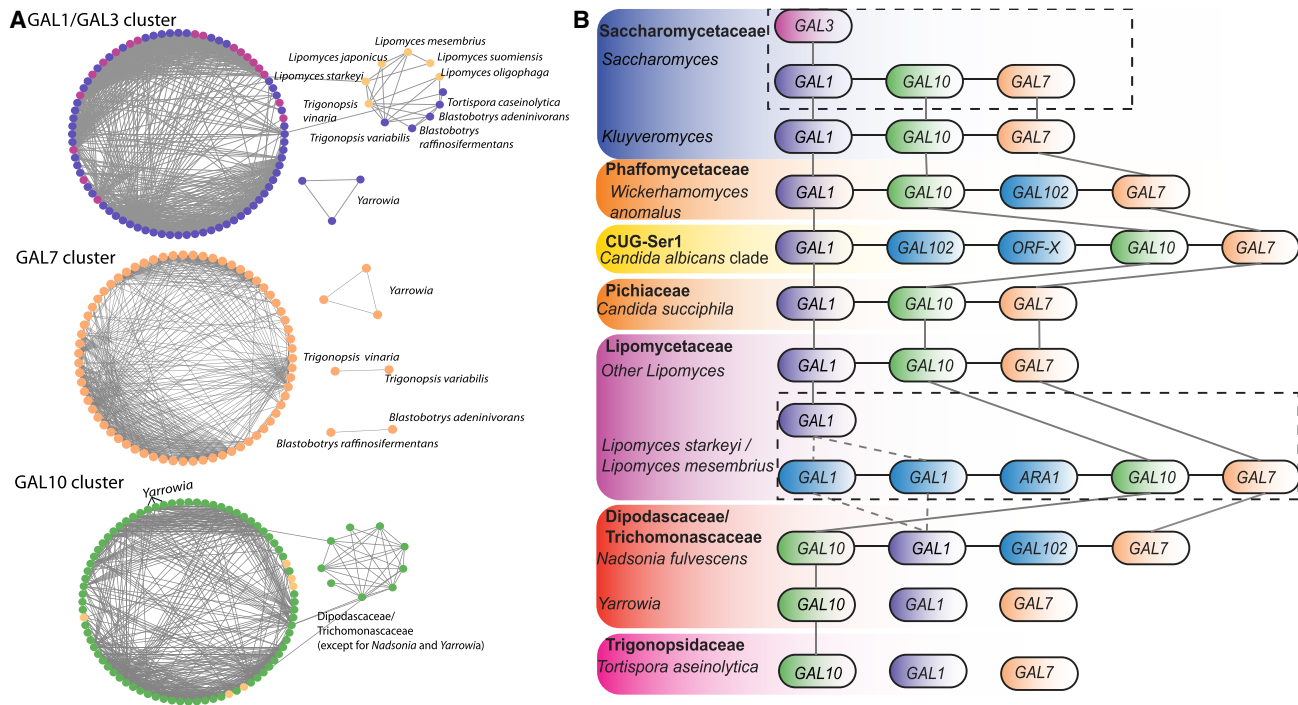 A
GAL1/GAL3 cluster
Lipomyces mesembrius
Lipomyces japonicus
Lipomyces suomiensis
Lipomyces starkeyi
Lipomyces oligophaga
Trigonopsis
vinaria
Tortispora caseinolytica
Blastobotrys adeninivorans
Trigonopsis variabilis
Blastobotrys
raffinosifermentans
Yarrowia
GAL7 cluster
Yarrowia
Trigonopsis vinaria
Trigonopsis variabilis
Blastobotrys adeninivorans
Blastobotrys raffinosifermentans
GAL10 cluster
Yarrowia
Dipodascaceae/
Trichomonascaceae
(except for Nadsonia and Yarrowia)
B
Saccharomycetaceae
GAL3
Saccharomyces
GAL1 GAL10 GAL7
Kluyveromyces GAL1 GAL10 GAL7
Phaffomycetaceae
Wickerhamomyces
anomalus
GAL1 GAL10 GAL102 GAL7
CUG-Ser1
Candida albicans clade
GAL1 GAL102 ORF-X GAL10 GAL7
Pichiaceae
Candida succiphila
GAL1 GAL10 GAL7
Lipomycetaceae
Other Lipomyces
GAL1 GAL10 GAL7
GAL1
Lipomyces starkeyi /
Lipomyces mesembrius
GAL1 GAL1 ARA1 GAL10 GAL7
Dipodascaceae/
Trichomonascaceae
Nadsonia fulvescens
GAL10 GAL1 GAL102 GAL7
Yarrowia GAL10 GAL1 GAL7
Trigonopsidaceae
Tortispora aseinolytica
GAL10 GAL1 GAL7